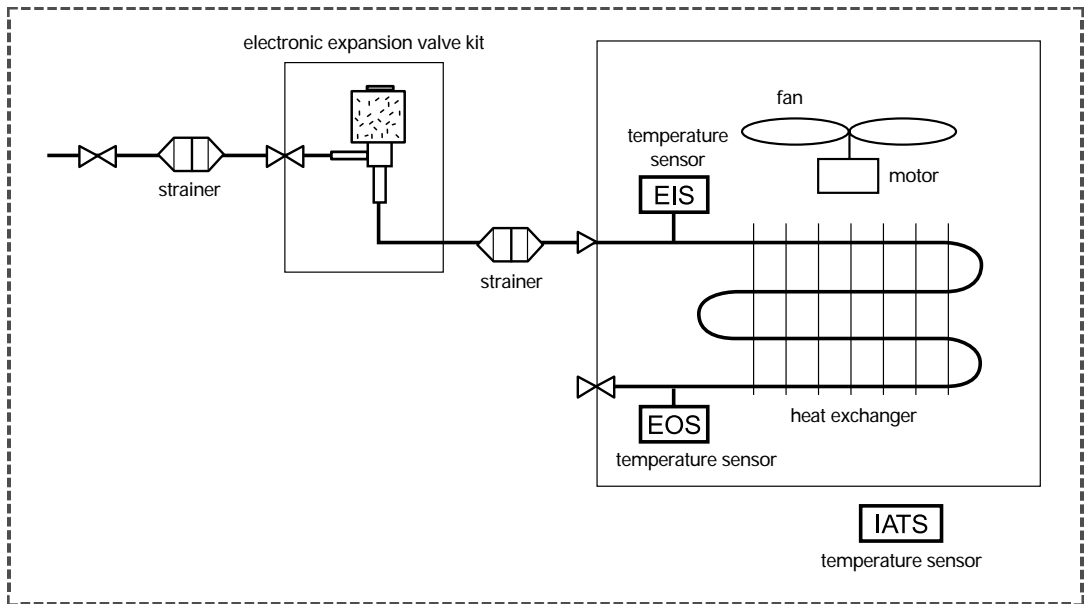 electronic expansion valve kit
fan
temperature
sensor
EIS
motor
strainer
strainer
heat exchanger
EOS
temperature sensor
IATS
temperature sensor